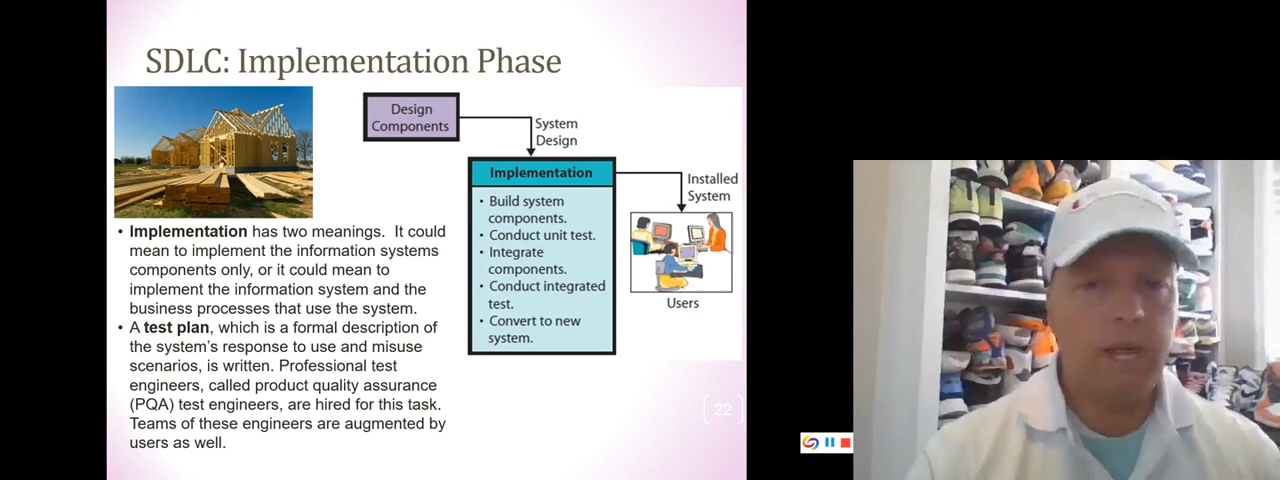 SDLC: Implementation Phase
Design
Components
System
Design
Implementation
• Build system
components.
• Conduct unit test.
• Integrate
components.
• Conduct integrated
test.
• Convert to new
system.
Installed
System
Users
• Implementation has two meanings.  It could
mean to implement the information systems
components only, or it could mean to
implement the information system and the
business processes that use the system.
• A test plan, which is a formal description of
the system's response to use and misuse
scenarios, is written. Professional test
engineers, called product quality assurance
(PQA) test engineers, are hired for this task.
Teams of these engineers are augmented by
users as well.
22